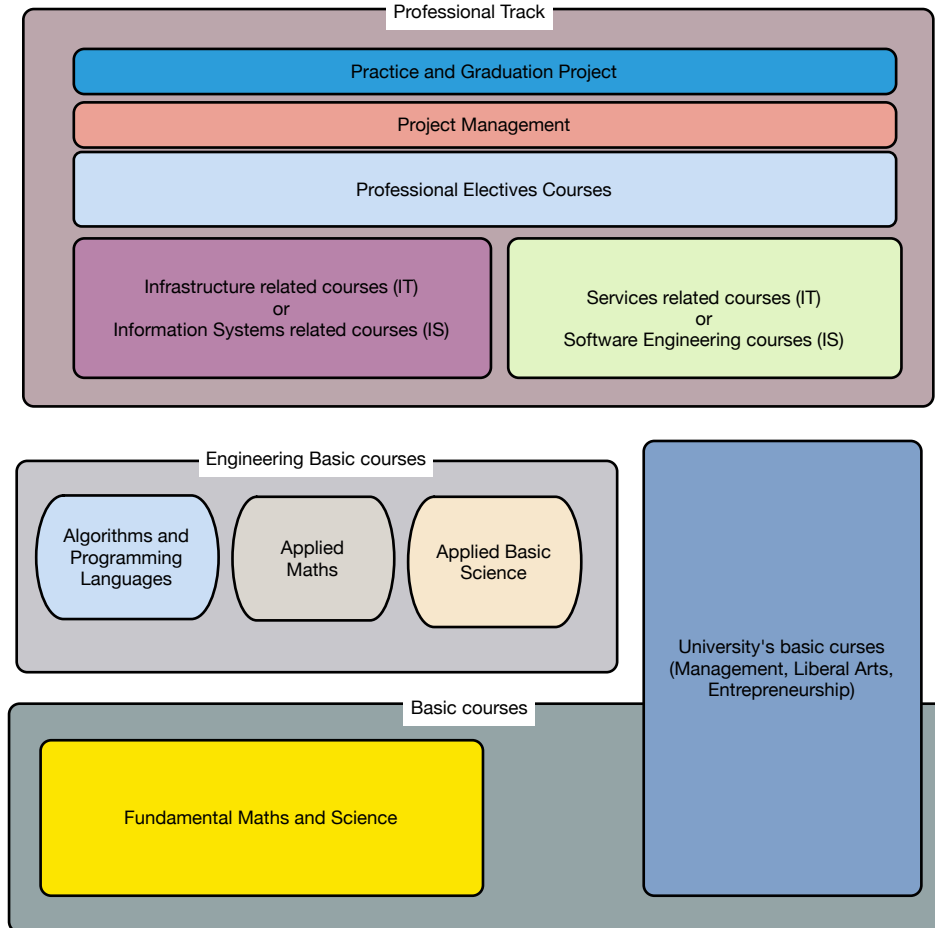 Professional Track
Practice and Graduation Project
Project Management
Professional Electives Courses
Infrastructure related courses (IT)
or
Information Systems related courses (IS)
Services related courses (IT)
or
Software Engineering courses (IS)
Engineering Basic courses
Algorithms and
Programming
Languages
Applied
Maths
Applied Basic
Science
University's basic curses
(Management, Liberal Arts,
Entrepreneurship)
Basic courses
Fundamental Maths and Science